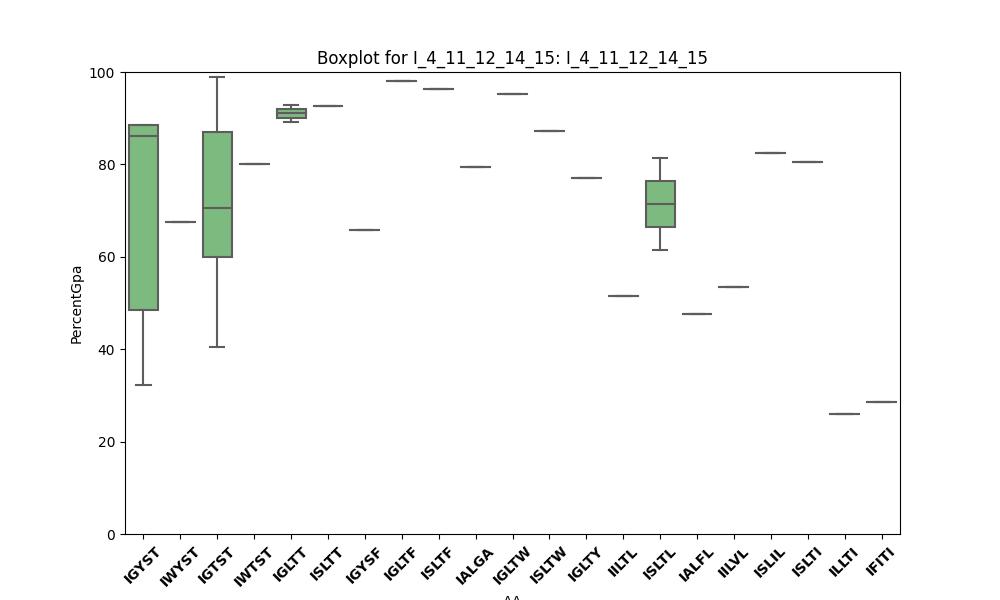 Boxplot for I_4_11_12_14_15: I_4_11_12_14_15
100
80
60
40
20
0
PercentGpa
IGYST
IWYST
IGTST
IWTST
IGLTT
ISLTT
IGYSF
IGLTF
ISLTF
IALGA
IGLTW
ISLTW
IGLTY
IILTL
ISLTL
IALFL
IILVL
ISLIL
ISLTI
ILLTI
IFITI
AA